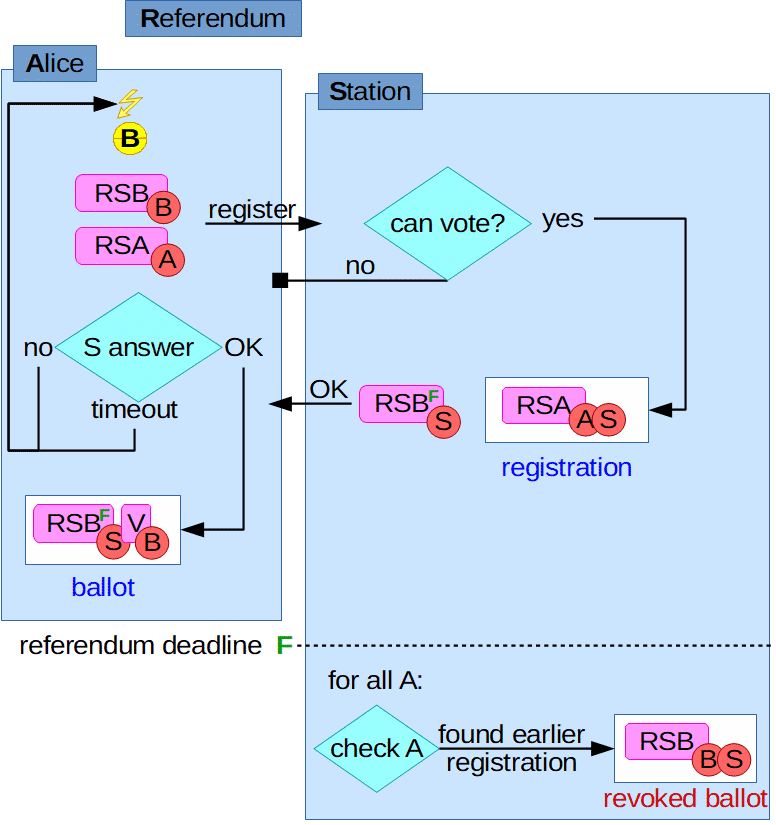 Referendum
Alice
Station
B
RSB B
register
can vote?
yes
RSA A
no
no
S answer
OK
timeout
OK
RSB F S
RSA A S
registration
RSB F S V B
ballot
referendum deadline F
for all A:
check A
found earlier
registration
RSB B S
revoked ballot